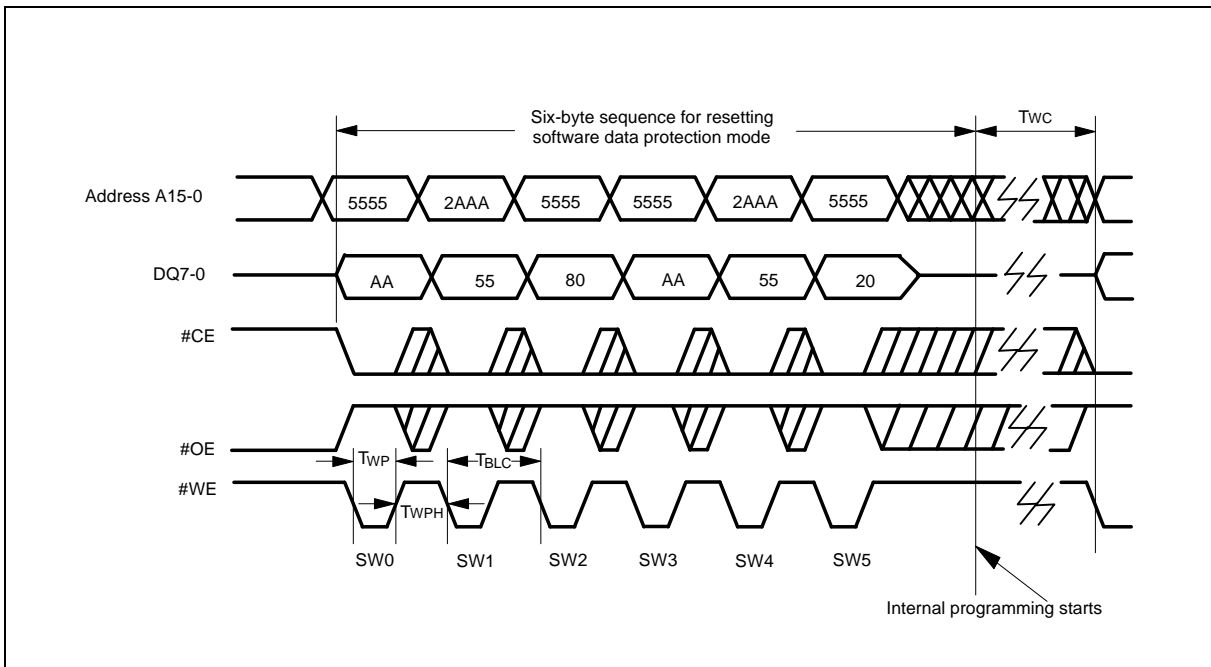 Six-byte sequence for resetting
software data protection mode
TWC
Address A15-0
5555 2AAA 5555 5555 2AAA 5555
DQ7-0
AA 55 80 AA 55 20
#CE
#OE
TWP TBLC
#WE
TWPH
SW0 SW1 SW2 SW3 SW4 SW5
Internal programming starts